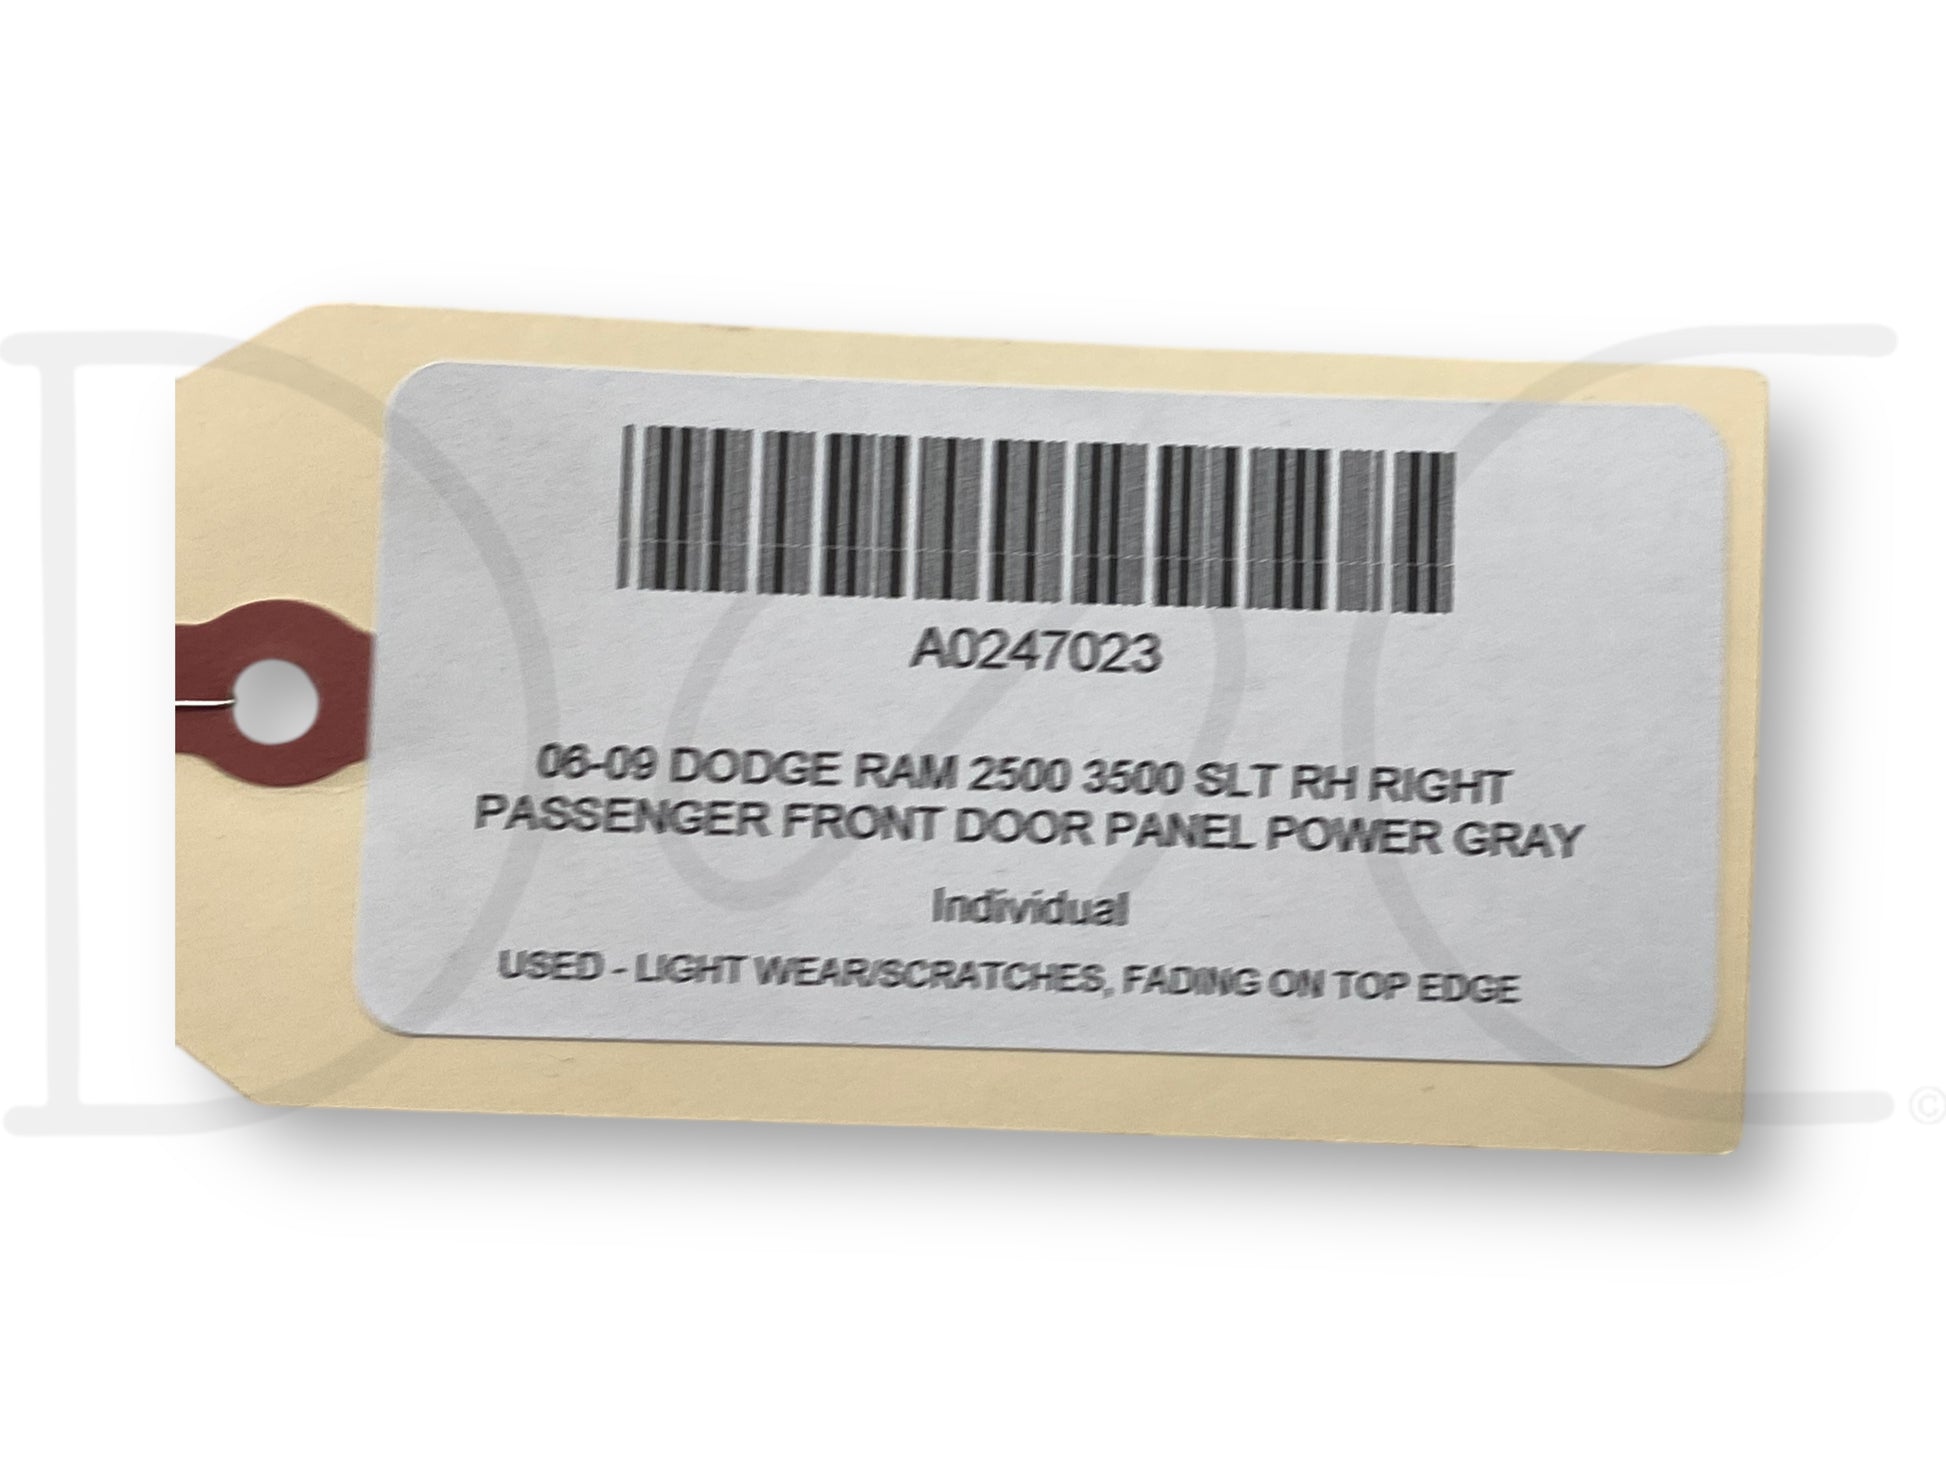 A0247023
06-09 DODGE RAM 2500 3500 SLT RH RIGHT
PASSENGER FRONT DOOR PANEL POWER GRAY
Individual
USED - LIGHT WEAR/SCRATCHES, FADING ON TOP EDGE
©